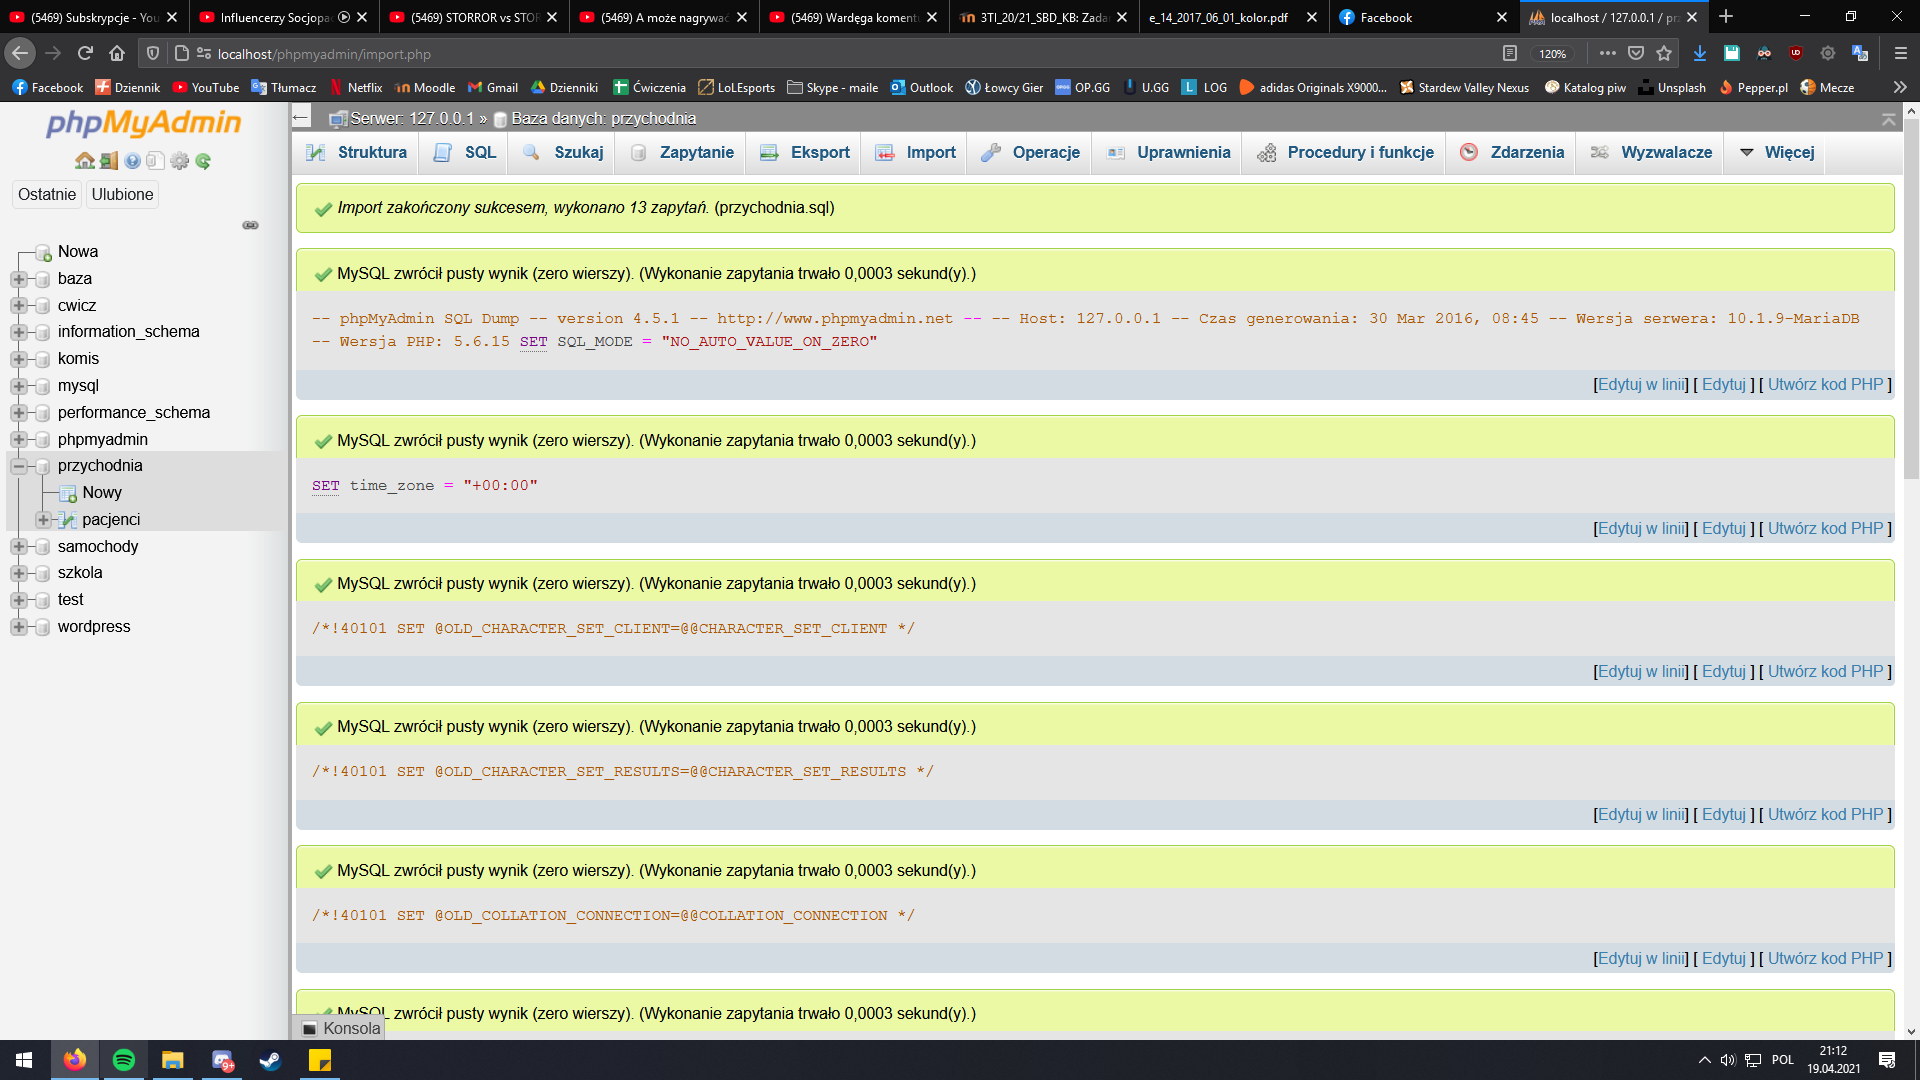 (5469) Subskrypcje - You
Influencerzy Socjopac
(5469) STORROR vs STOR
(5469) A może nagrywać
(5469) Wardęga koment
3TI_20/21_SBD_KB: Zadan
e_14_2017_06_01_kolor.pdf
Facebook
localhost / 127.0.0.1 / prz
localhost/phpmyadmin/import.php
120%
Facebook
Dziennik
YouTube
Tłumacz
Netflix
Moodle
Gmail
Dzienniki
Ćwiczenia
LoLEsports
Skype - maile
Outlook
Łowcy Gier
OP.GG
U.GG
LOG
adidas Originals X9000...
Stardew Valley Nexus
Katalog piw
Unsplash
Pepper.pl
Mecze
phpMyAdmin
Ostatnie
Ulubione
Nowa
baza
cwicz
information_schema
komis
mysql
performance_schema
phpmyadmin
przychodnia
Nowy
pacjenci
samochody
szkola
test
wordpress
Serwer: 127.0.0.1 » Baza danych: przychodnia
Struktura
SQL
Szukaj
Zapytanie
Eksport
Import
Operacje
Uprawnienia
Procedury i funkcje
Zdarzenia
Wyzwalacze
Więcej
Import zakończony sukcesem, wykonano 13 zapytań. (przychodnia.sql)
MySQL zwrócił pusty wynik (zero wierszy). (Wykonanie zapytania trwało 0,0003 sekund(y).)
-- phpMyAdmin SQL Dump -- version 4.5.1 -- http://www.phpmyadmin.net -- -- Host: 127.0.0.1 -- Czas generowania: 30 Mar 2016, 08:45 -- Wersja serwera: 10.1.9-MariaDB
-- Wersja PHP: 5.6.15 SET SQL_MODE = "NO_AUTO_VALUE_ON_ZERO"
[Edytuj w linii] [ Edytuj ] [ Utwórz kod PHP ]
MySQL zwrócił pusty wynik (zero wierszy). (Wykonanie zapytania trwało 0,0003 sekund(y).)
SET time_zone = "+00:00"
[Edytuj w linii] [ Edytuj ] [ Utwórz kod PHP ]
MySQL zwrócił pusty wynik (zero wierszy). (Wykonanie zapytania trwało 0,0003 sekund(y).)
/*!40101 SET @OLD_CHARACTER_SET_CLIENT=@@CHARACTER_SET_CLIENT */
[Edytuj w linii] [ Edytuj ] [ Utwórz kod PHP ]
MySQL zwrócił pusty wynik (zero wierszy). (Wykonanie zapytania trwało 0,0003 sekund(y).)
/*!40101 SET @OLD_CHARACTER_SET_RESULTS=@@CHARACTER_SET_RESULTS */
[Edytuj w linii] [ Edytuj ] [ Utwórz kod PHP ]
MySQL zwrócił pusty wynik (zero wierszy). (Wykonanie zapytania trwało 0,0003 sekund(y).)
/*!40101 SET @OLD_COLLATION_CONNECTION=@@COLLATION_CONNECTION */
[Edytuj w linii] [ Edytuj ] [ Utwórz kod PHP ]
MySQL zwrócił pusty wynik (zero wierszy). (Wykonanie zapytania trwało 0,0003 sekund(y).)
Konsola
9+
POL
21:12
19.04.2021